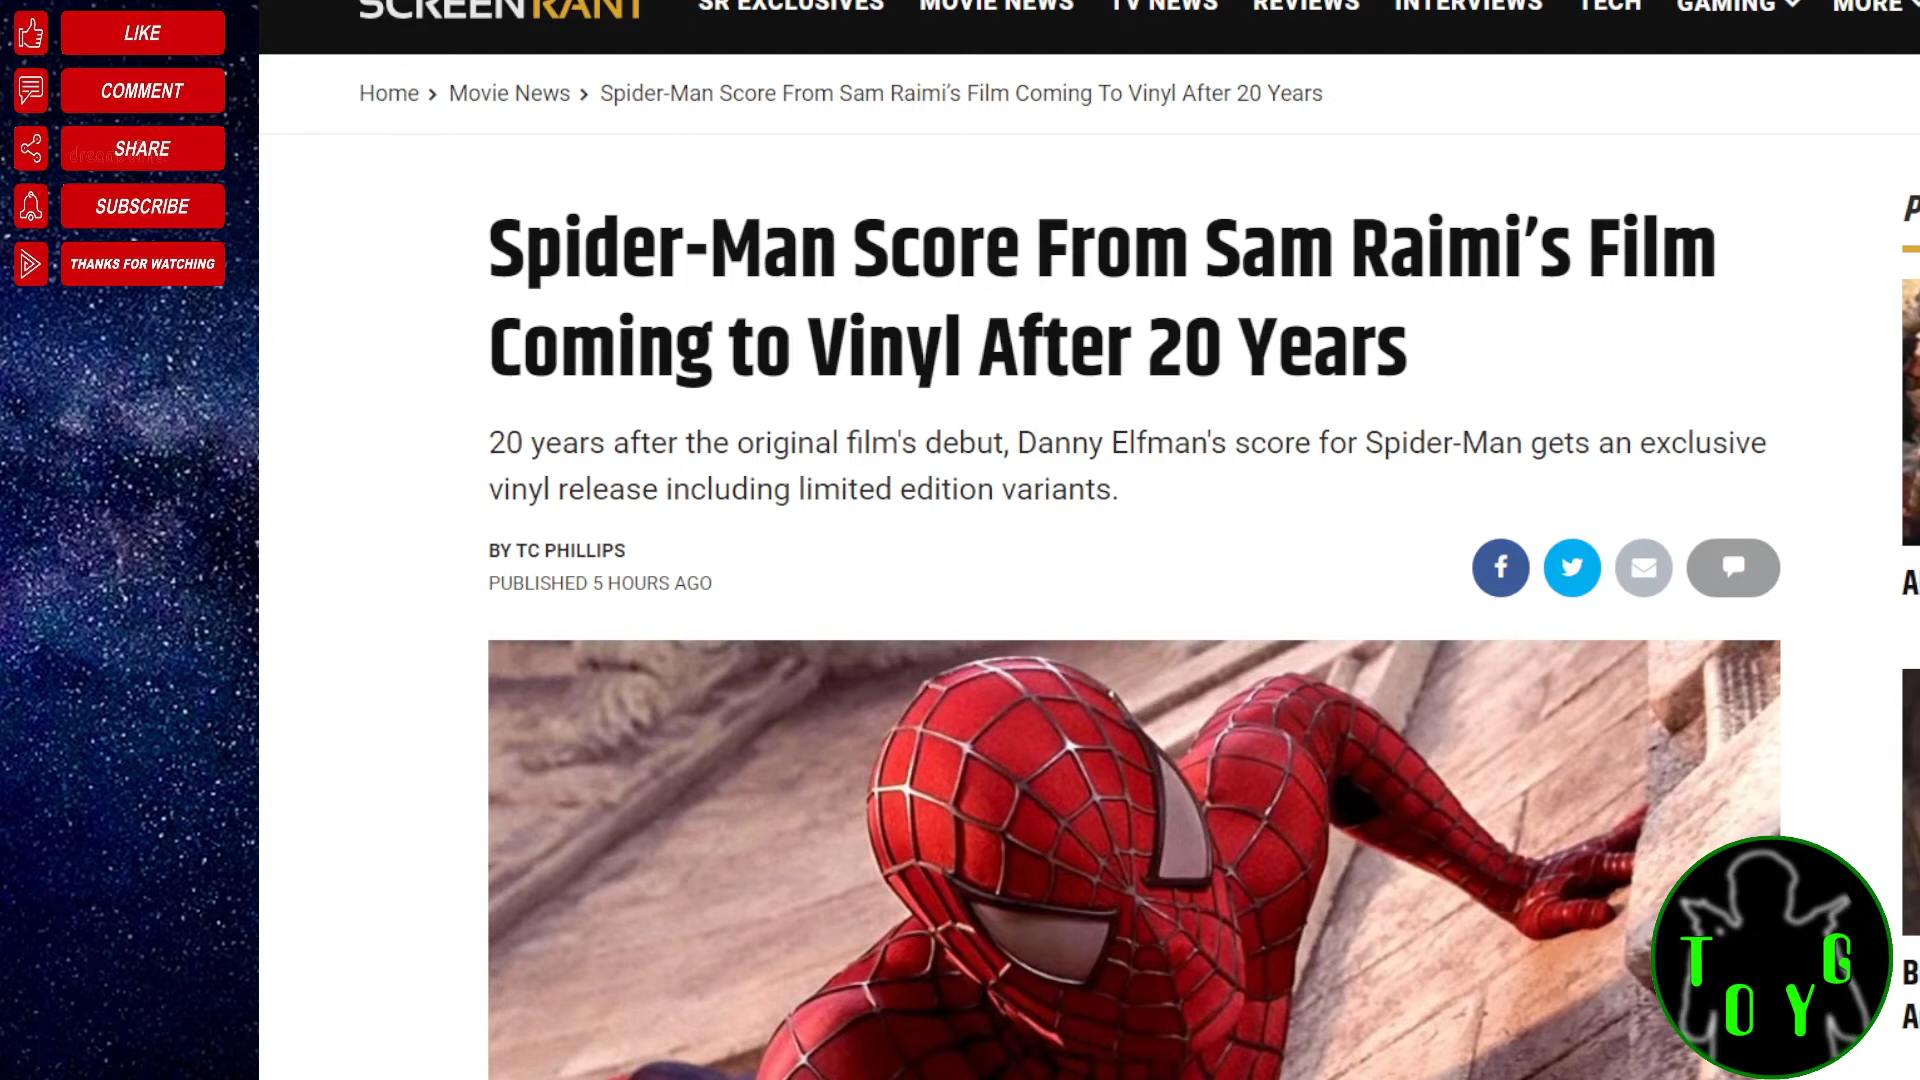 LIKE
COMMENT
SHARE
SUBSCRIBE
THANKS FOR WATCHING
SCREENRANT
SR EXCLUSIVES MOVIE NEWS TV NEWS REVIEWS INTERVIEWS TECH GAMING MORE
Home > Movie News > Spider-Man Score From Sam Raimi’s Film Coming To Vinyl After 20 Years
Spider-Man Score From Sam Raimi’s Film
Coming to Vinyl After 20 Years
20 years after the original film's debut, Danny Elfman's score for Spider-Man gets an exclusive
vinyl release including limited edition variants.
BY TC PHILLIPS
PUBLISHED 5 HOURS AGO
T G
O Y